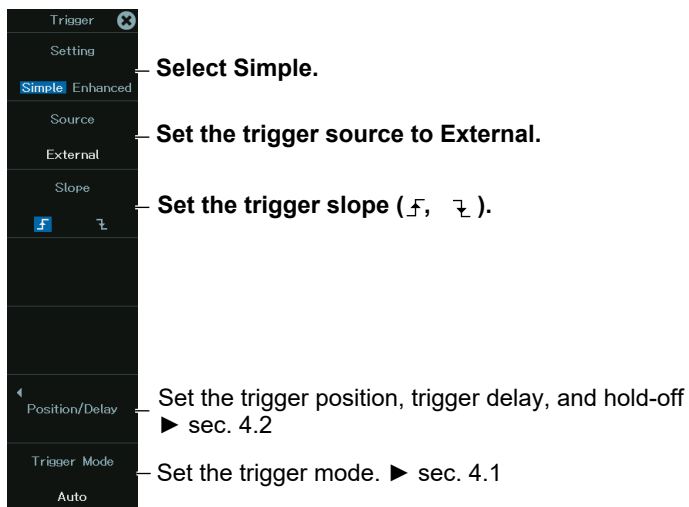 Trigger
Setting
Select Simple.
Simple Enhanced
Source
Set the trigger source to External.
External
Slope
Set the trigger slope (⨍, ⨎).
Position/Delay
Set the trigger position, trigger delay, and hold-off
► sec. 4.2
Trigger Mode
Set the trigger mode. ► sec. 4.1
Auto